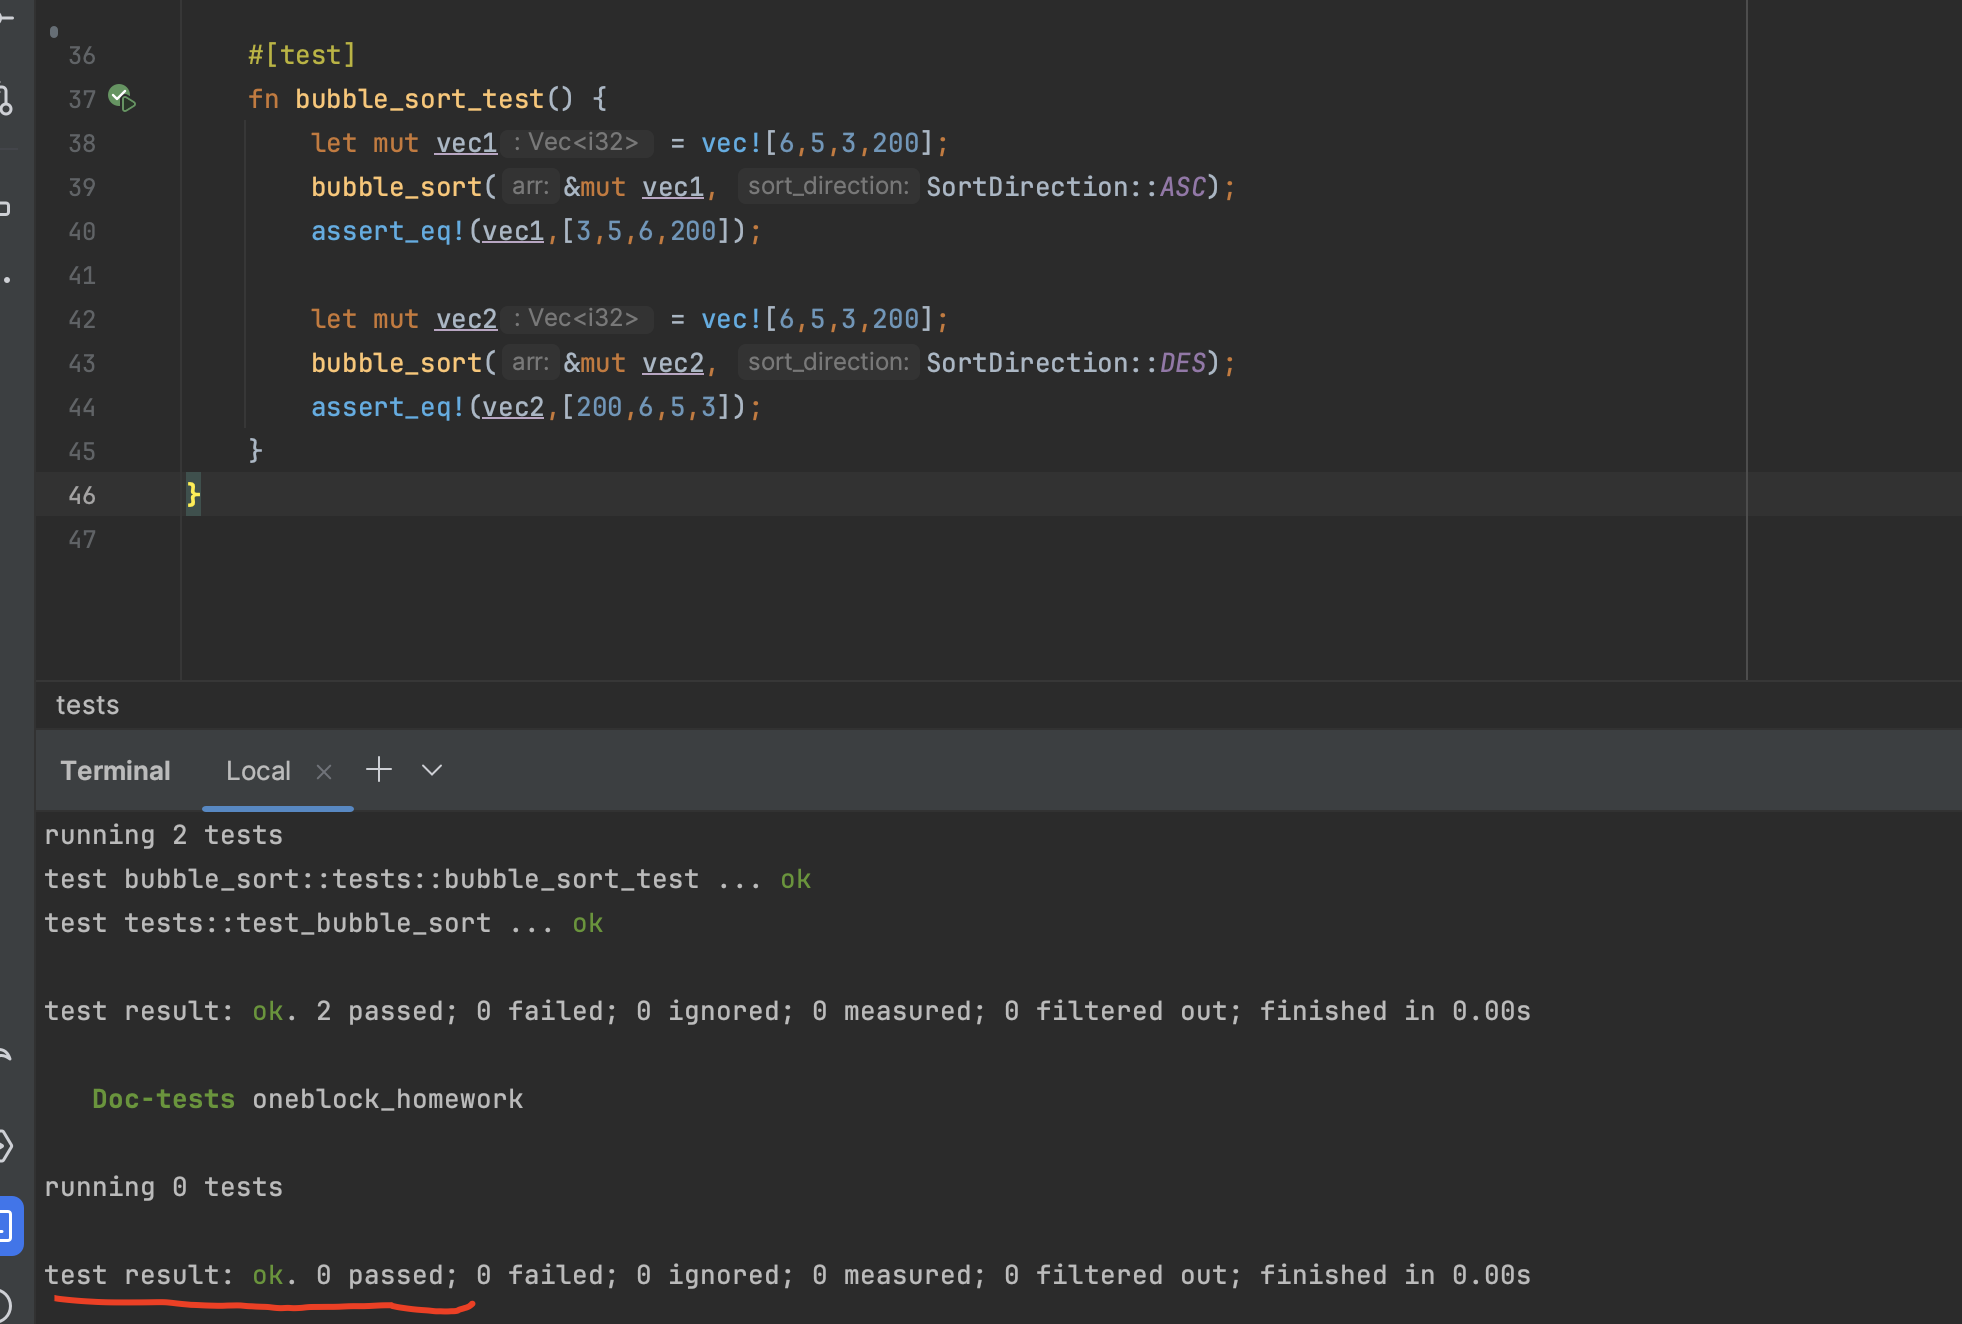 36 #[test]
37 fn bubble_sort_test() {
38 let mut vec1 : Vec<i32> = vec![6,5,3,200];
39 bubble_sort( arr: &mut vec1, sort_direction: SortDirection::ASC);
40 assert_eq!(vec1,[3,5,6,200]);
41
42 let mut vec2 : Vec<i32> = vec![6,5,3,200];
43 bubble_sort( arr: &mut vec2, sort_direction: SortDirection::DES);
44 assert_eq!(vec2,[200,6,5,3]);
45 }
46 }
47
tests
Terminal Local
running 2 tests
test bubble_sort::tests::bubble_sort_test ... ok
test tests::test_bubble_sort ... ok
test result: ok. 2 passed; 0 failed; 0 ignored; 0 measured; 0 filtered out; finished in 0.00s
Doc-tests oneblock_homework
running 0 tests
test result: ok. 0 passed; 0 failed; 0 ignored; 0 measured; 0 filtered out; finished in 0.00s